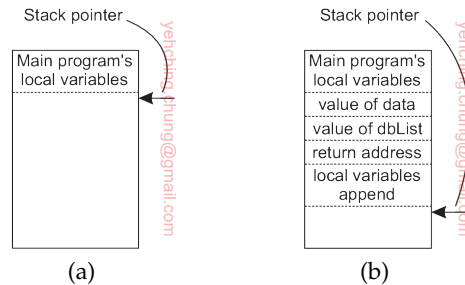 Stack pointer
Main program's
local variables
yehching.chung@gmail.com
(a)
Stack pointer
Main program's
local variables
value of data
value of dbList
return address
local variables
append
yehching.chung@gmail.com
(b)